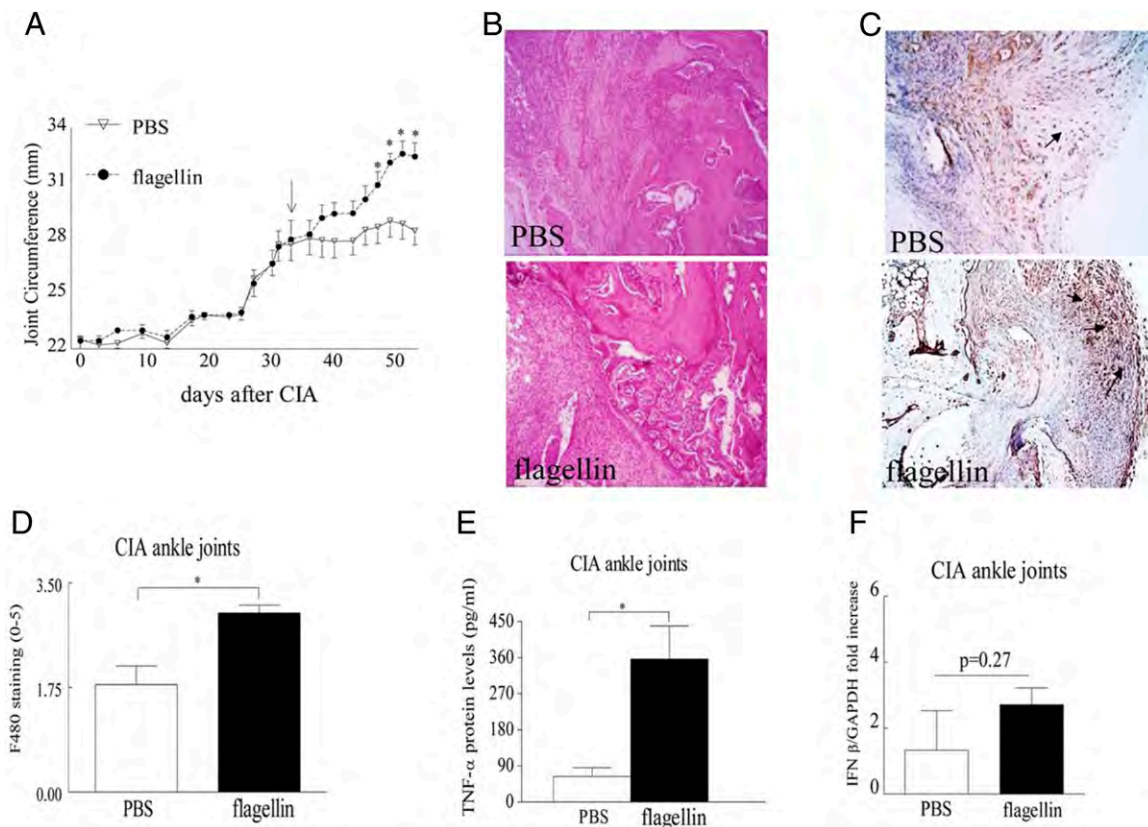 A
Joint Circumference (mm)
34
31
28
25
22
PBS
flagellin
* * * *
0 10 20 30 40 50
days after CIA
B
PBS
flagellin
C
PBS
flagellin
D
CIA ankle joints
F480 staining (0-5)
3.50
1.75
0.00
*
PBS flagellin
E
CIA ankle joints
TNF-α protein levels (pg/ml)
450
360
270
180
90
0
*
PBS flagellin
F
CIA ankle joints
IFN β/GAPDH fold increase
6
4
2
0
p=0.27
PBS flagellin